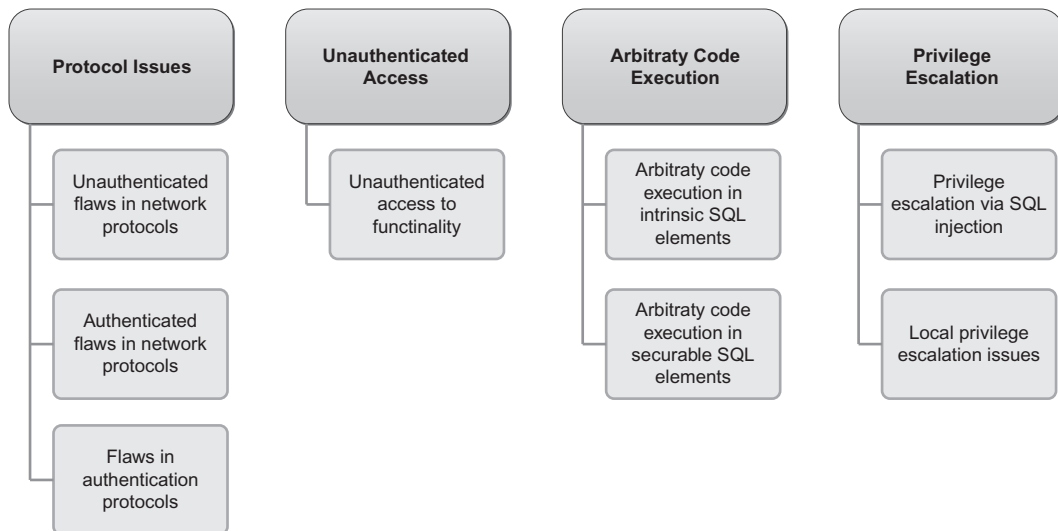 Protocol Issues
Unauthenticated
flaws in network
protocols
Authenticated
flaws in network
protocols
Flaws in
authentication
protocols
Unauthenticated
Access
Unauthenticated
access to
functinality
Arbitraty Code
Execution
Arbitraty code
execution in
intrinsic SQL
elements
Arbitraty code
execution in
securable SQL
elements
Privilege
Escalation
Privilege
escalation via SQL
injection
Local privilege
escalation issues